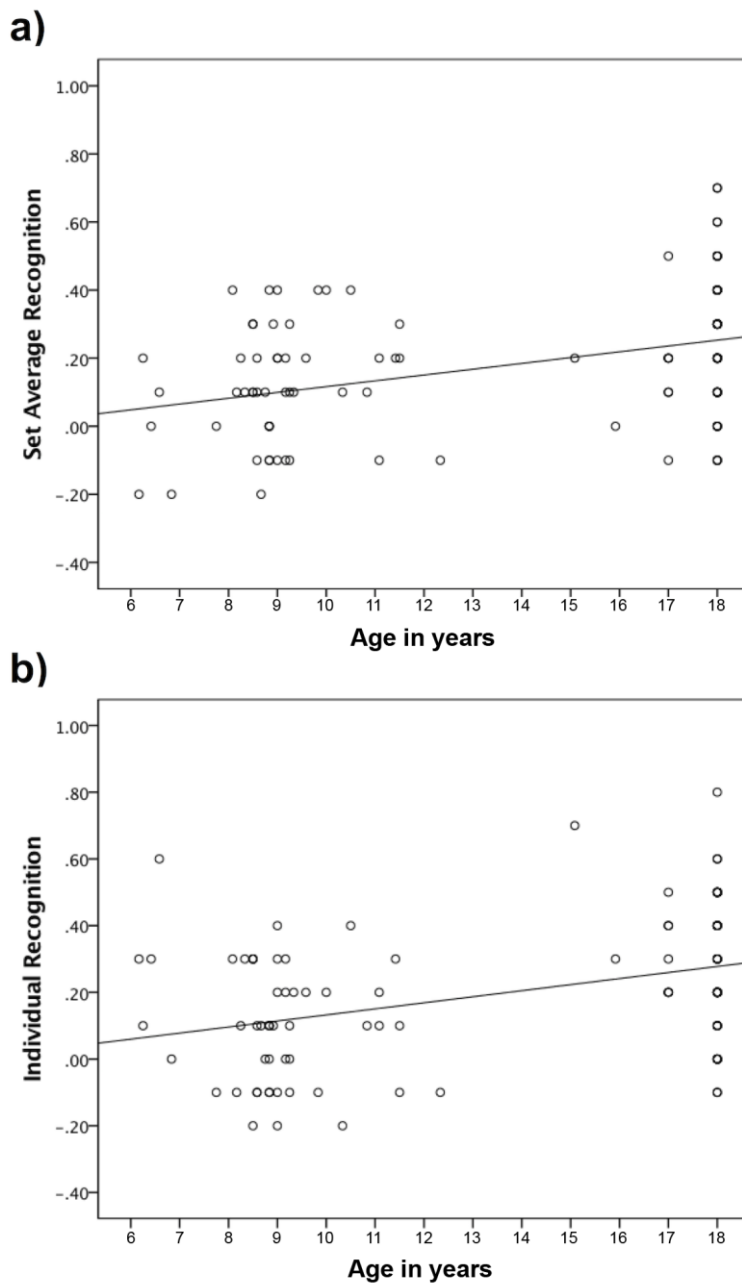 a)
Set Average Recognition
1.00
.80
.60
.40
.20
.00
-.20
-.40
6 7 8 9 10 11 12 13 14 15 16 17 18
Age in years
b)
Individual Recognition
1.00
.80
.60
.40
.20
.00
-.20
-.40
6 7 8 9 10 11 12 13 14 15 16 17 18
Age in years